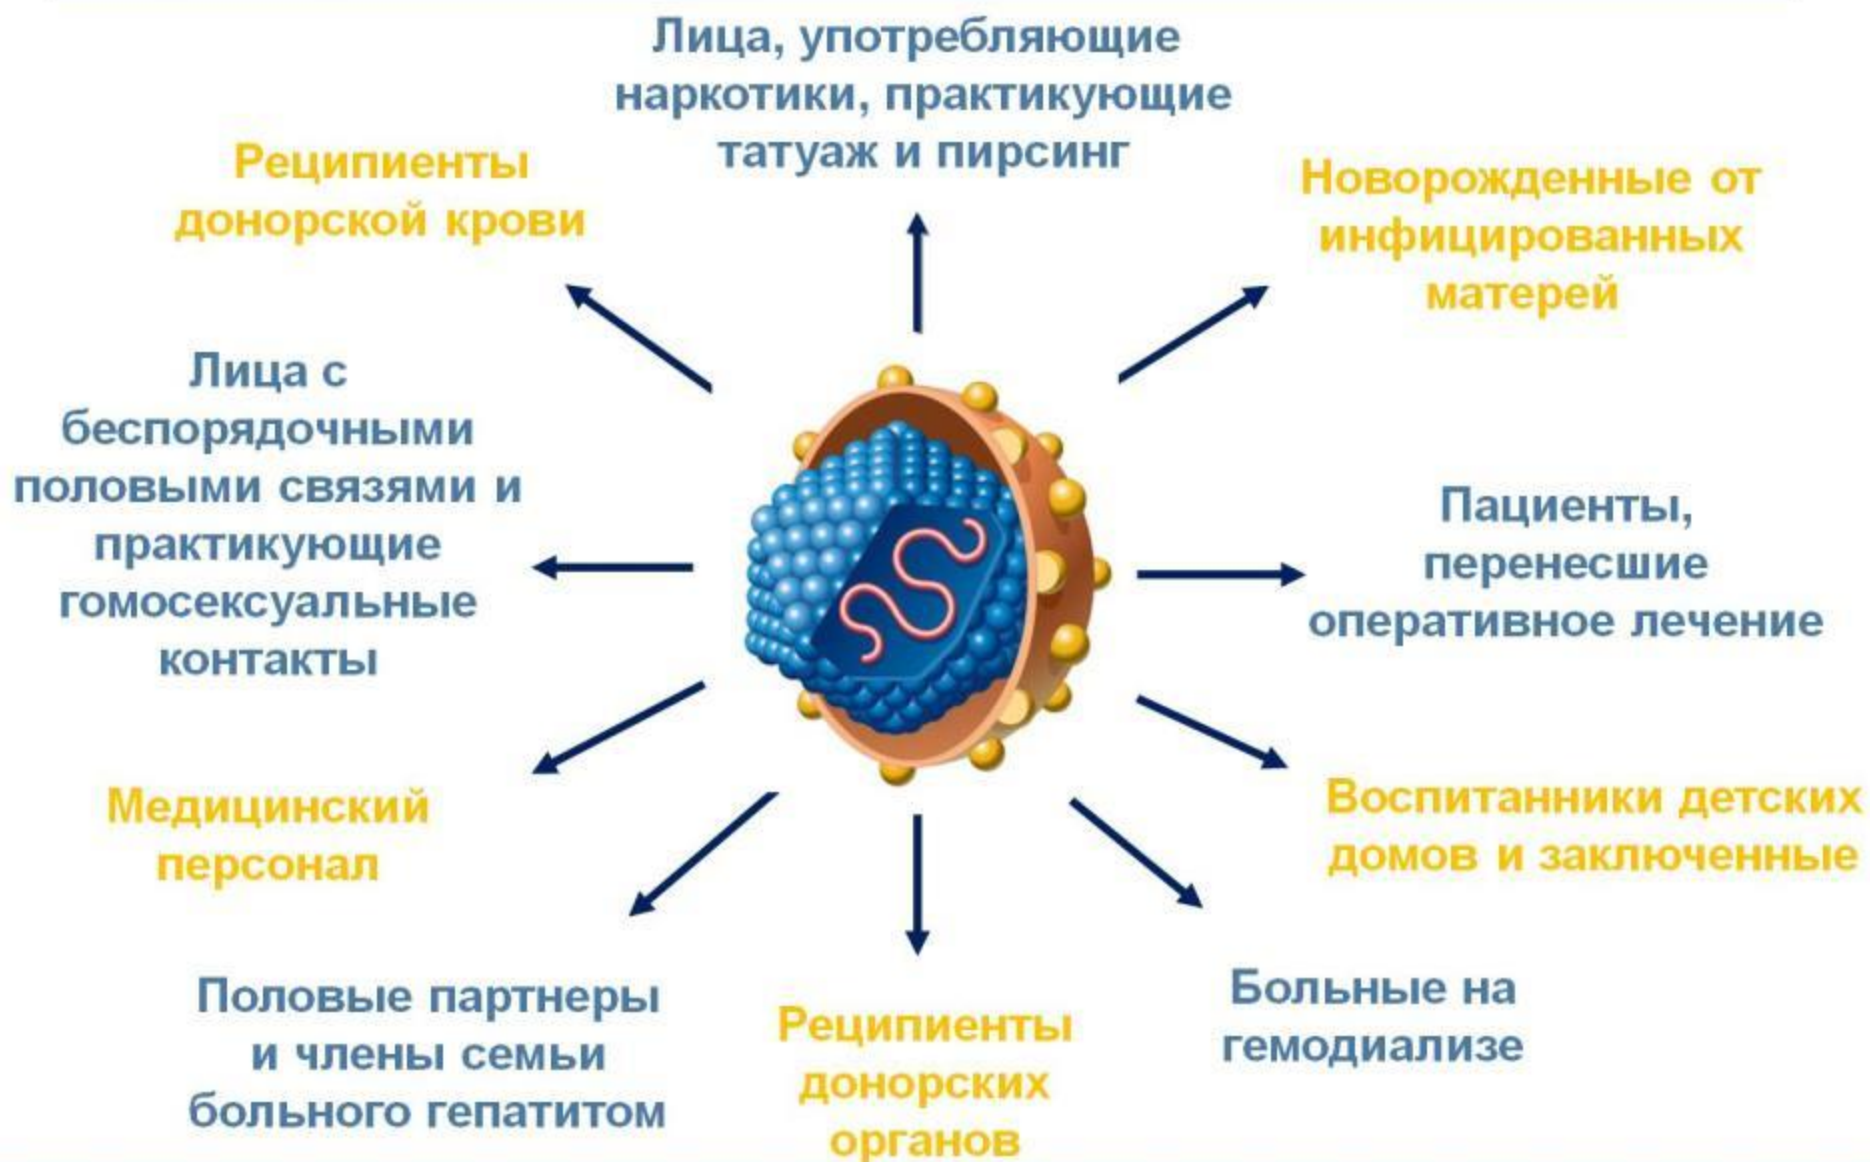 Лица, употребляющие
наркотики, практикующие
татуаж и пирсинг
Реципиенты
донорской крови
Новорожденные от
инфицированных
матерей
Лица с
беспорядочными
половыми связями и
практикующие
гомосексуальные
контакты
Пациенты,
перенесшие
оперативное лечение
Медицинский
персонал
Воспитанники детских
домов и заключенные
Половые партнеры
и члены семьи
больного гепатитом
Реципиенты
донорских
органов
Больные на
гемодиализе